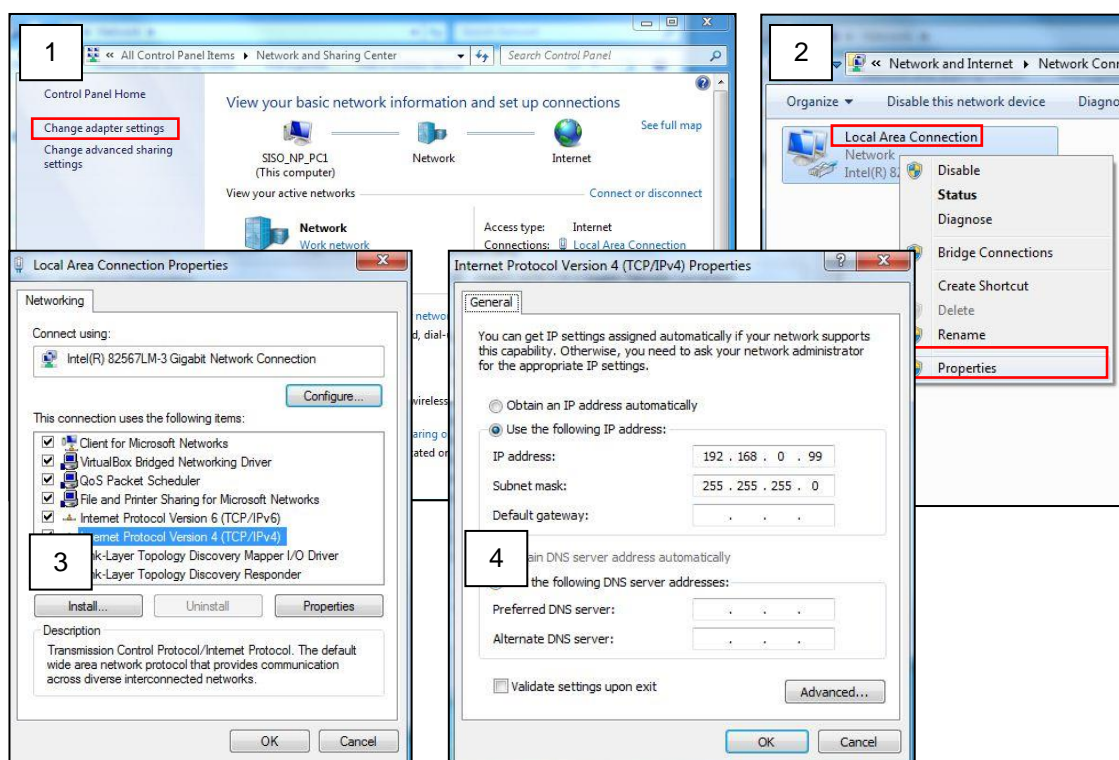 1
« All Control Panel Items ▸ Network and Sharing Center
Search Control Panel
Control Panel Home
Change adapter settings
Change advanced sharing
settings
View your basic network information and set up connections
See full map
SISO_NP_PC1
(This computer)
Network
Internet
View your active networks
Connect or disconnect
Network
Work network
Access type: Internet
Connections: Local Area Connection
2
« Network and Internet ▸ Network
Organize Disable this network device
Local Area Connection
Network
Intel(R)
Disable
Status
Diagnose
Bridge Connections
Create Shortcut
Delete
Rename
Properties
Local Area Connection Properties
Networking
Connect using:
Intel(R) 82567LM-3 Gigabit Network Connection
Configure...
This connection uses the following items:
Client for Microsoft Networks
VirtualBox Bridged Networking Driver
QoS Packet Scheduler
File and Printer Sharing for Microsoft Networks
Internet Protocol Version 6 (TCP/IPv6)
Protocol Version 4 (TCP/IPv4)
3
Topology Discovery Mapper I/O Driver
Topology Discovery Responder
Install... Uninstall Properties
Description
Transmission Control Protocol/Internet Protocol. The default
wide area network protocol that provides communication
across diverse interconnected networks.
OK Cancel
Internet Protocol Version 4 (TCP/IPv4) Properties
General
You can get IP settings assigned automatically if your network supports
this capability. Otherwise, you need to ask your network administrator
for the appropriate IP settings.
Obtain an IP address automatically
Use the following IP address:
IP address: 192 . 168 . 0 . 99
Subnet mask: 255 . 255 . 255 . 0
Default gateway: . . .
4
DNS server address automatically
the following DNS server addresses:
Preferred DNS server: . . .
Alternate DNS server: . . .
Validate settings upon exit
Advanced...
OK Cancel